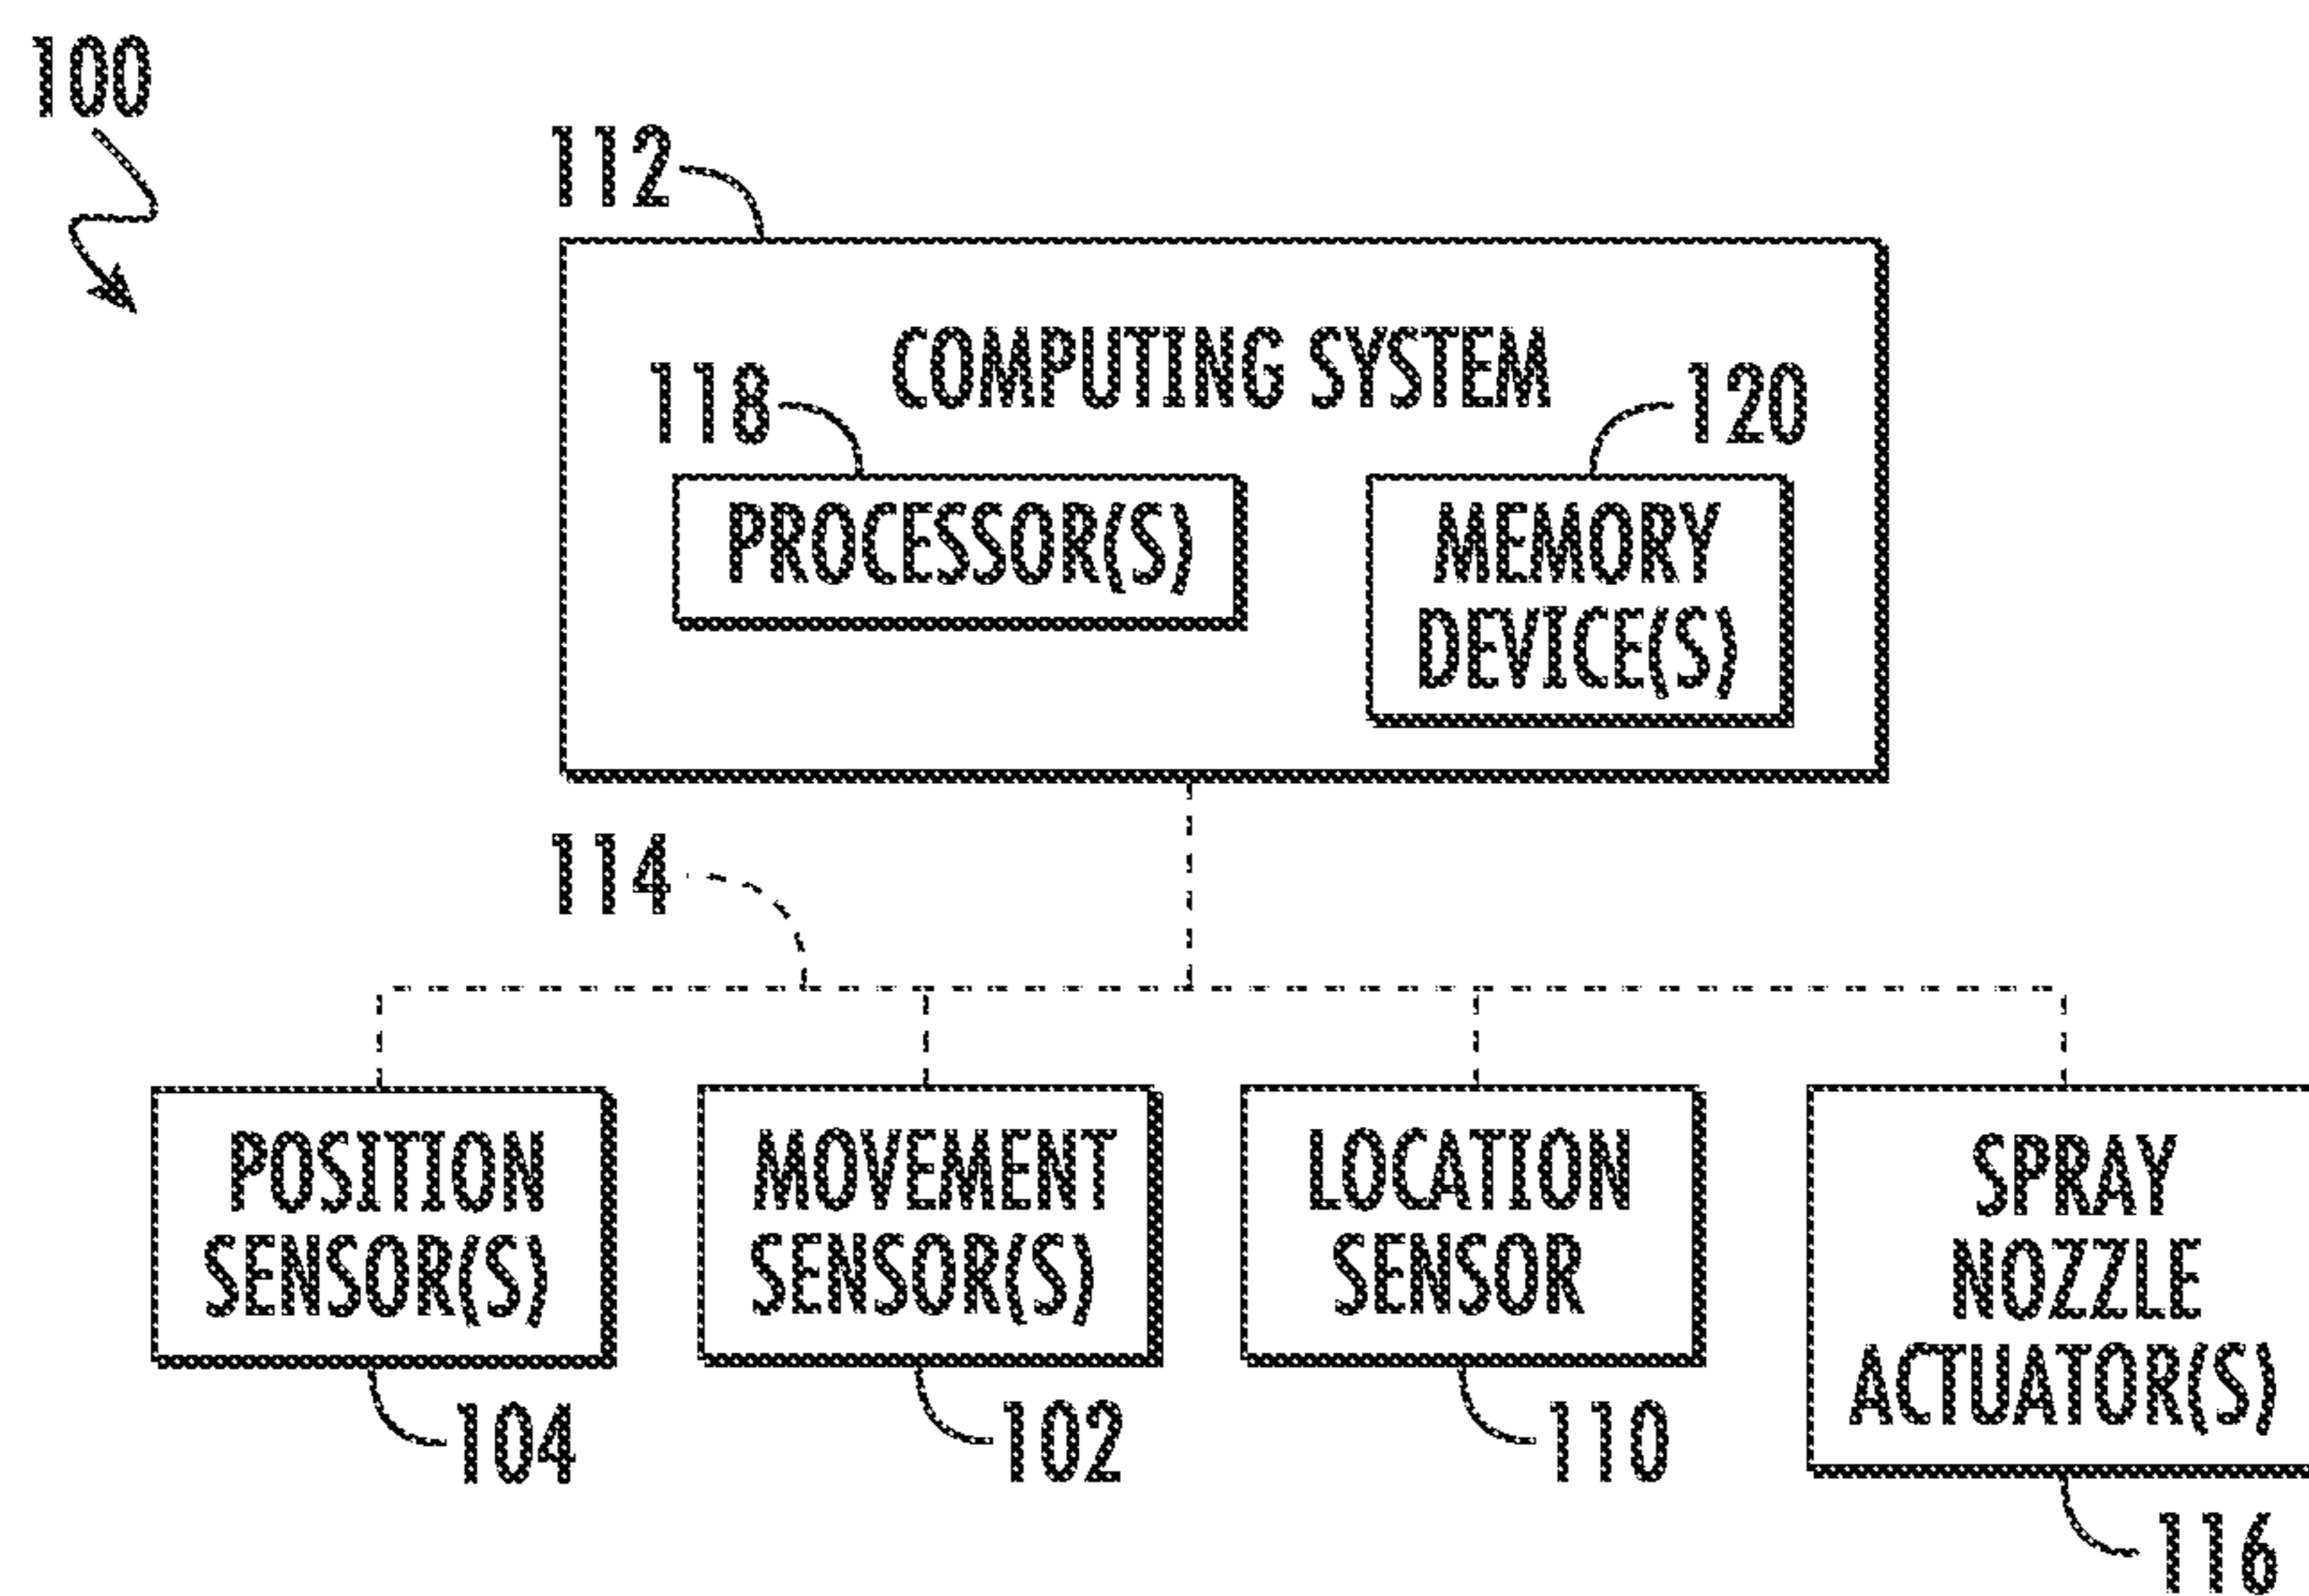 100
112
COMPUTING SYSTEM
118
120
PROCESSOR(S)
MEMORY
DEVICE(S)
114
POSITION
SENSOR(S)
MOVEMENT
SENSOR(S)
LOCATION
SENSOR
SPRAY
NOZZLE
ACTUATOR(S)
104
102
110
116